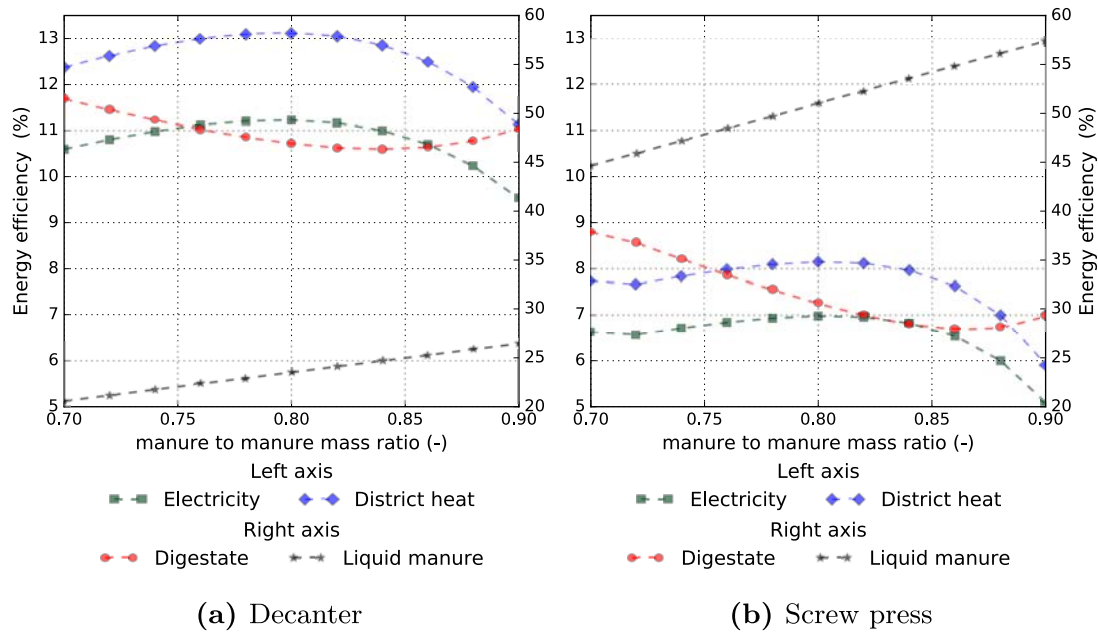 13
12
11
10
9
8
7
6
5
Energy efficiency (%)
60
55
50
45
40
35
30
25
20
0.70
0.75
0.80
0.85
0.90
manure to manure mass ratio (-)
Left axis
Electricity
District heat
Right axis
Digestate
Liquid manure
(a) Decanter
13
12
11
10
9
8
7
6
5
60
55
50
45
40
35
30
25
20
Energy efficiency (%)
0.70
0.75
0.80
0.85
0.90
manure to manure mass ratio (-)
Left axis
Electricity
District heat
Right axis
Digestate
Liquid manure
(b) Screw press